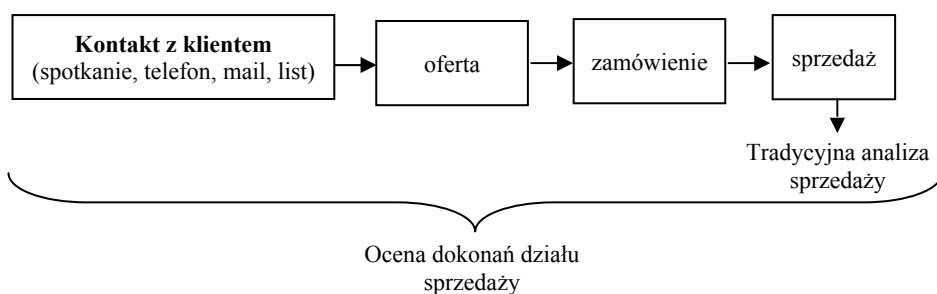 Kontakt z klientem
(spotkanie, telefon, mail, list)
oferta
zamówienie
sprzedaż
Tradycyjna analiza
sprzedaży
Ocena dokonań działu
sprzedaży